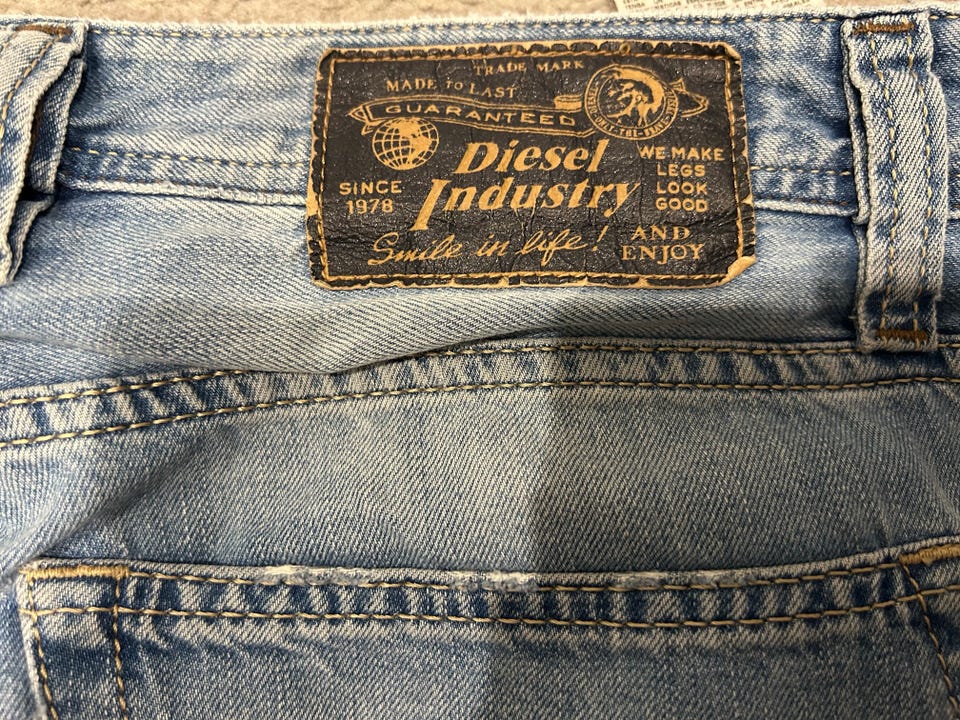 TRADE MARK
MADE TO LAST
GUARANTEED
Diesel
Industry
SINCE
1978
WE MAKE
LEGS
LOOK
GOOD
AND
ENJOY
Smile in life!